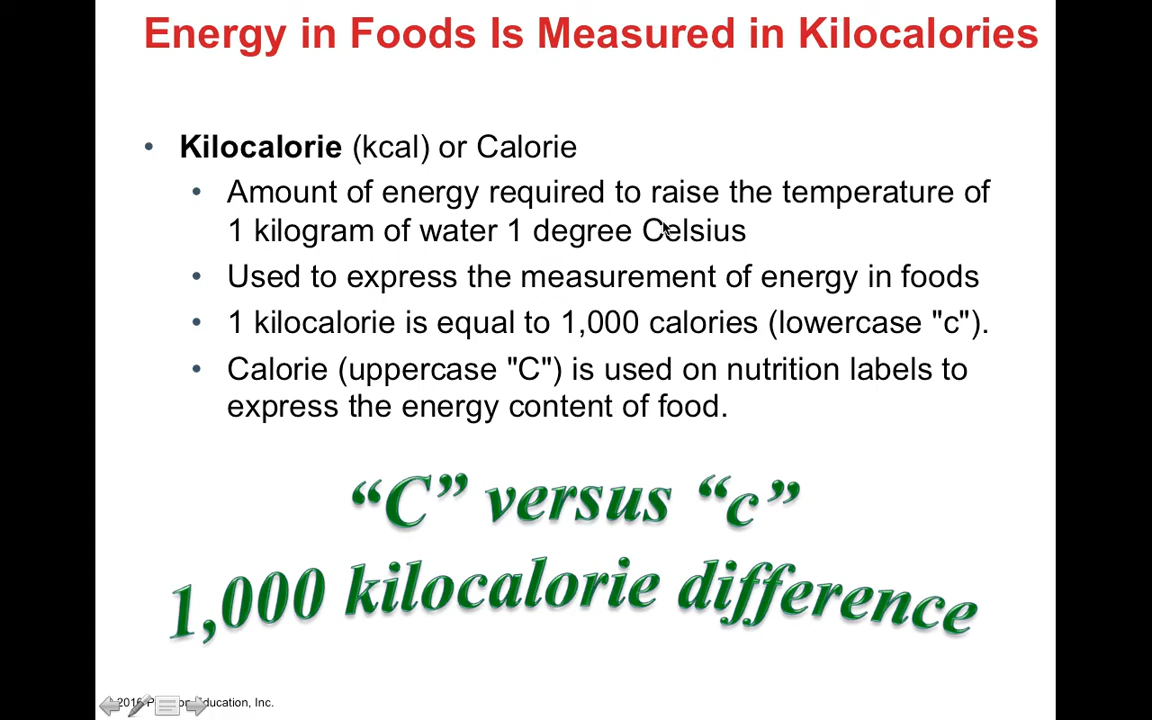 Energy in Foods Is Measured in Kilocalories
• Kilocalorie (kcal) or Calorie
• Amount of energy required to raise the temperature of
1 kilogram of water 1 degree Celsius
• Used to express the measurement of energy in foods
• 1 kilocalorie is equal to 1,000 calories (lowercase "c").
• Calorie (uppercase "C") is used on nutrition labels to
express the energy content of food.
“C” versus “c”
1,000 kilocalorie difference
2016 Education, Inc.